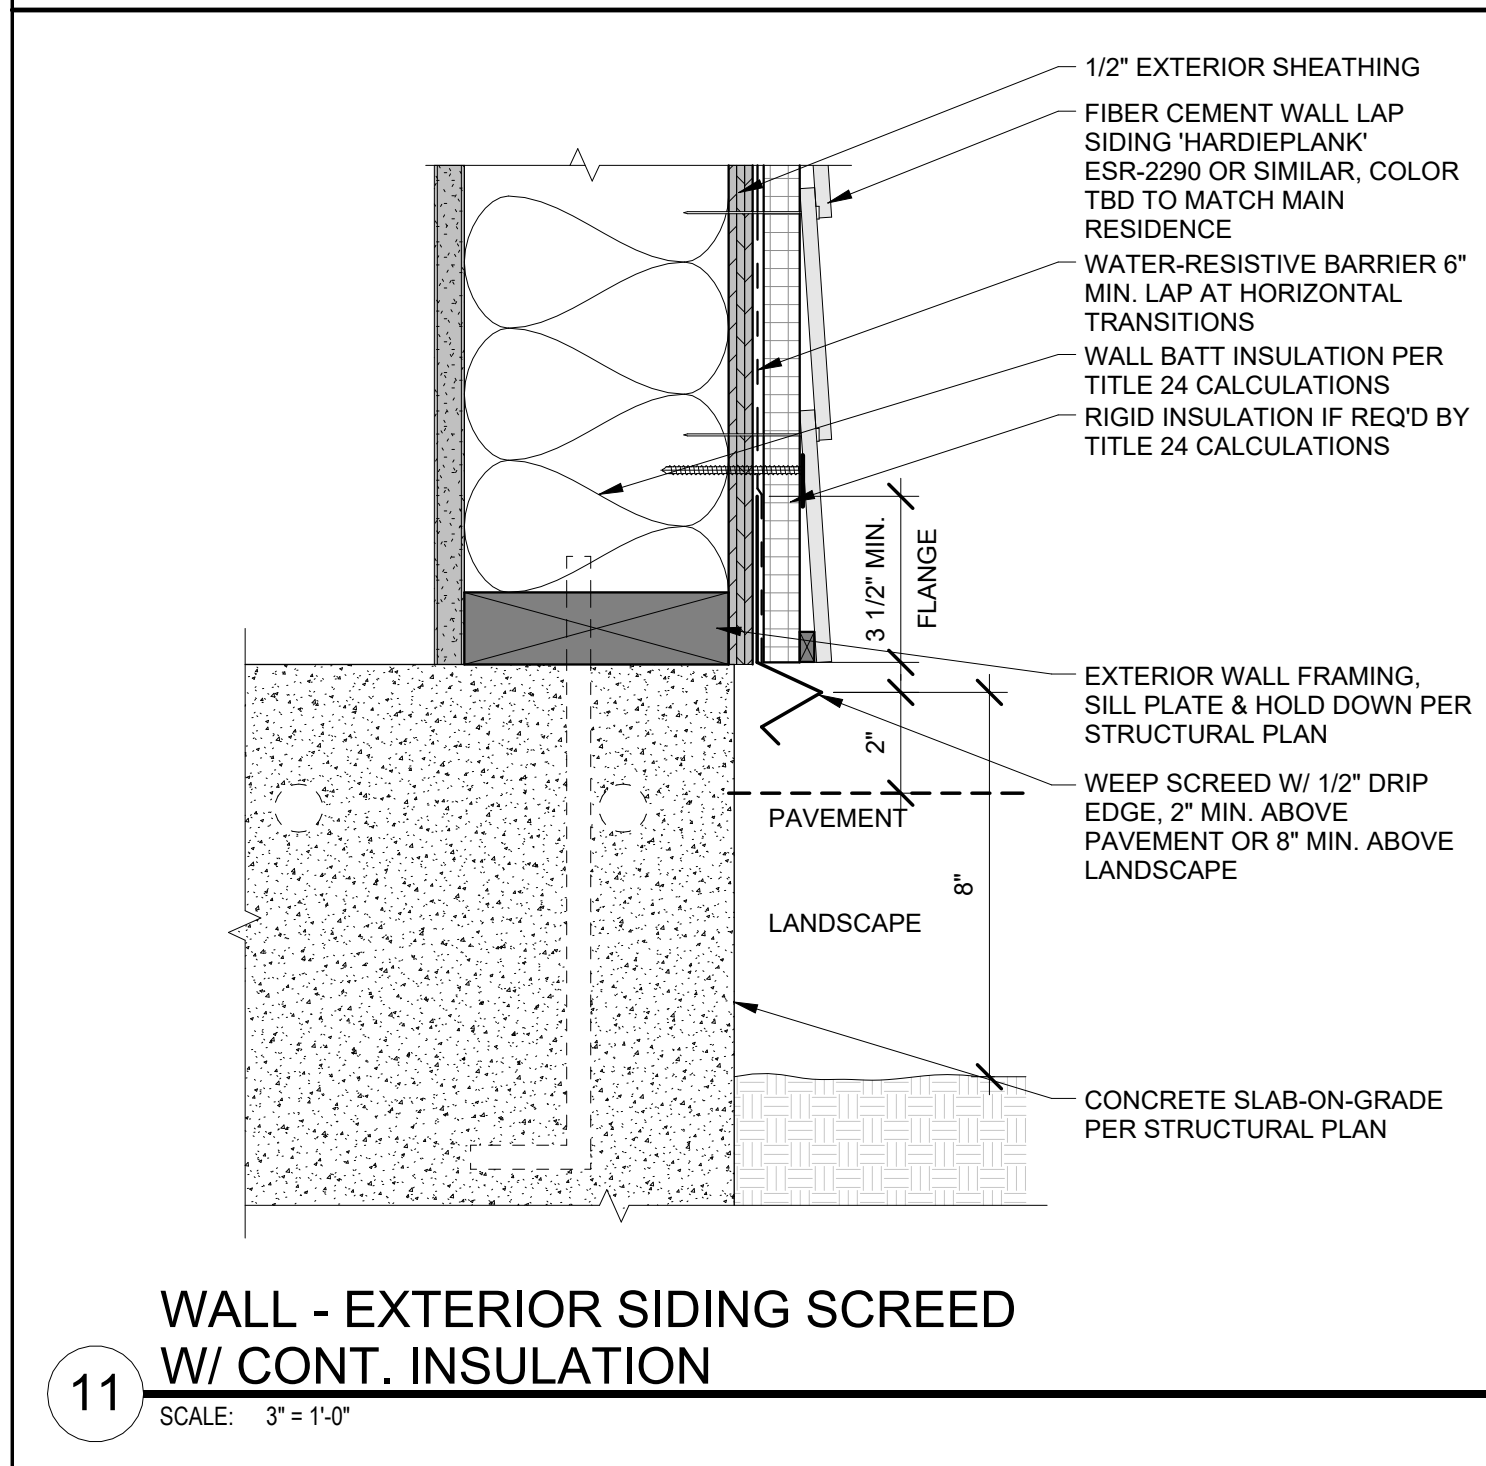 1/2" EXTERIOR SHEATHING
FIBER CEMENT WALL LAP
SIDING 'HARDIEPLANK'
ESR-2290 OR SIMILAR, COLOR
TBD TO MATCH MAIN
RESIDENCE
WATER-RESISTIVE BARRIER 6"
MIN. LAP AT HORIZONTAL
TRANSITIONS
WALL BATT INSULATION PER
TITLE 24 CALCULATIONS
RIGID INSULATION IF REQ'D BY
TITLE 24 CALCULATIONS
3 1/2" MIN.
FLANGE
EXTERIOR WALL FRAMING,
SILL PLATE & HOLD DOWN PER
STRUCTURAL PLAN
2"
WEEP SCREED W/ 1/2" DRIP
EDGE, 2" MIN. ABOVE
PAVEMENT OR 8" MIN. ABOVE
LANDSCAPE
PAVEMENT
8"
LANDSCAPE
CONCRETE SLAB-ON-GRADE
PER STRUCTURAL PLAN
WALL - EXTERIOR SIDING SCREED
W/ CONT. INSULATION
11
SCALE: 3" = 1'-0"